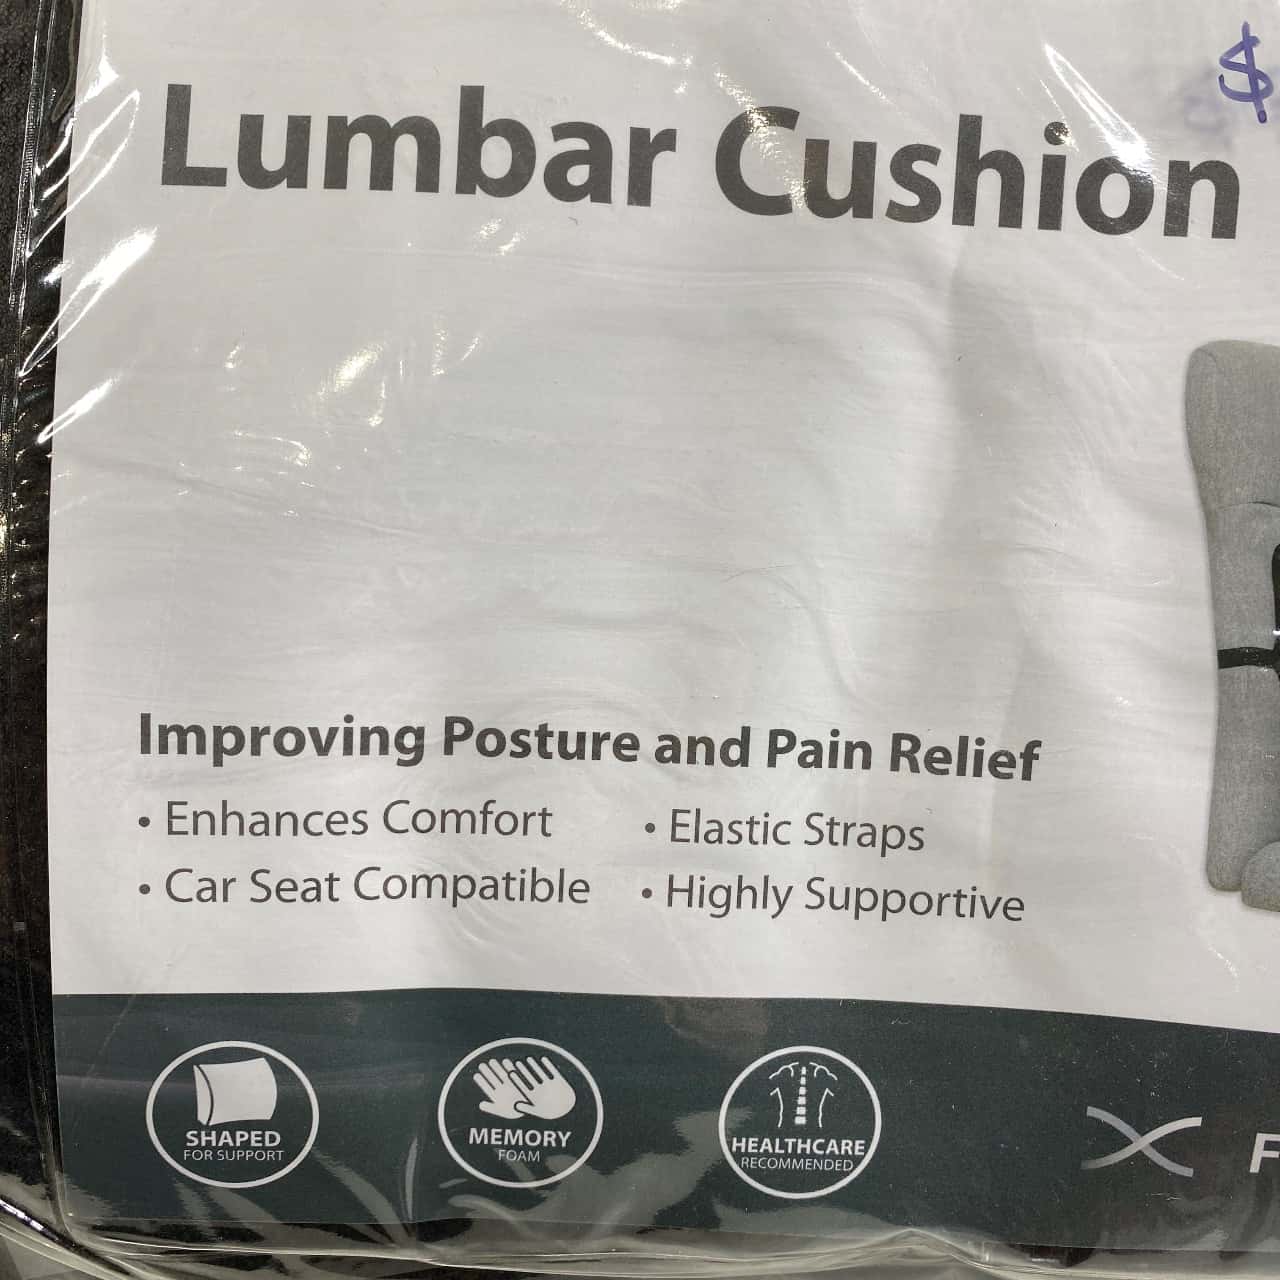 $
Lumbar Cushion
Improving Posture and Pain Relief
• Enhances Comfort
• Elastic Straps
• Car Seat Compatible
• Highly Supportive
SHAPED
FOR SUPPORT
MEMORY
FOAM
HEALTHCARE
RECOMMENDED
F